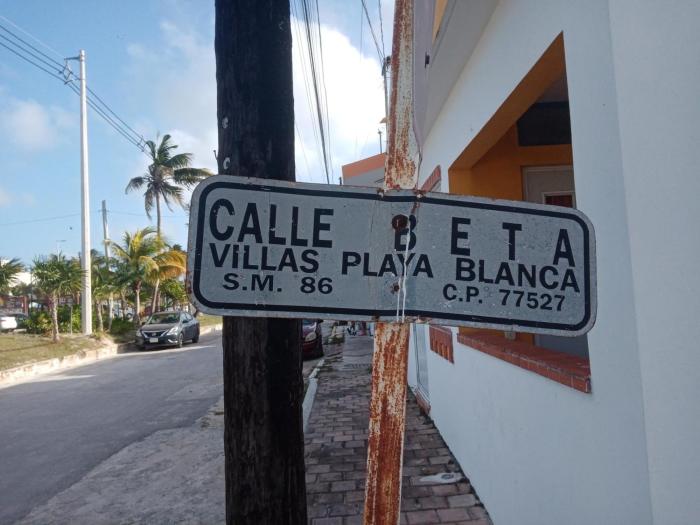 CALLE BETA
VILLAS PLAYA BLANCA
S.M. 86 C.P. 77527